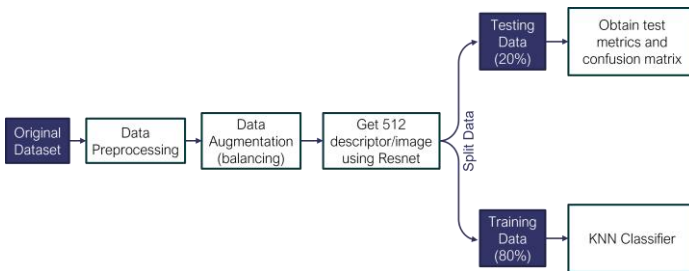 Original
Dataset
Data
Preprocessing
Data
Augmentation
(balancing)
Get 512
descriptor/image
using Resnet
Split Data
Testing
Data
(20%)
Obtain test
metrics and
confusion matrix
Training
Data
(80%)
KNN Classifier